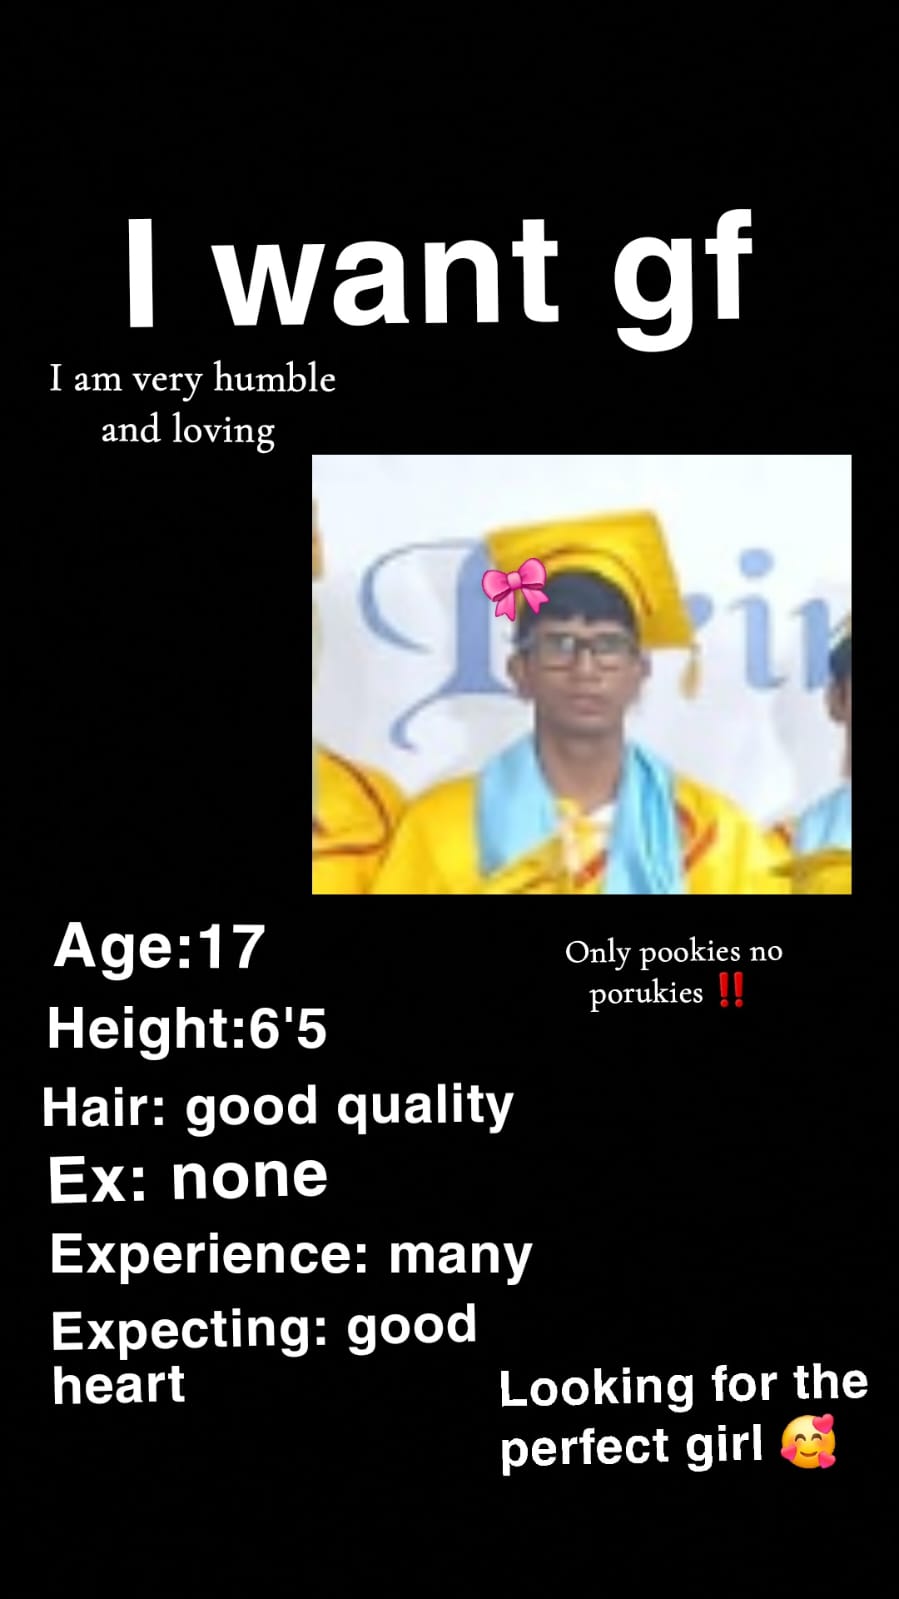 I want gf
I am very humble
and loving
Age:17
Only pookies no
porukies ‼️
Height:6'5
Hair: good quality
Ex: none
Experience: many
Expecting: good
heart
Looking for the
perfect girl 🥰